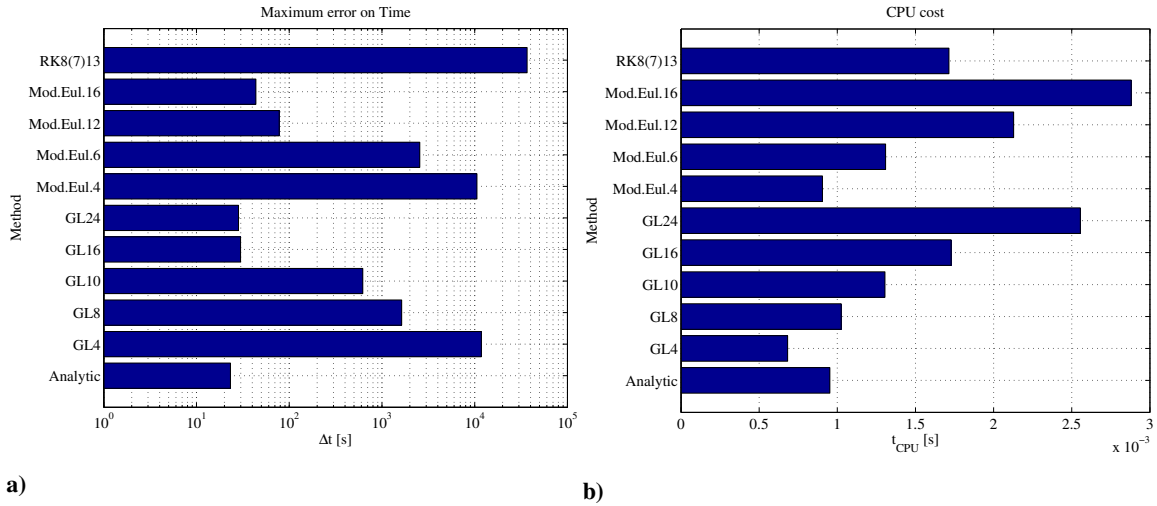 Maximum error on Time
RK8(7)13
Mod.Eul.16
Mod.Eul.12
Mod.Eul.6
Mod.Eul.4
GL24
GL16
GL10
GL8
GL4
Analytic
Method
10^0 10^1 10^2 10^3 10^4 10^5
Δt [s]
a)
CPU cost
RK8(7)13
Mod.Eul.16
Mod.Eul.12
Mod.Eul.6
Mod.Eul.4
GL24
GL16
GL10
GL8
GL4
Analytic
Method
0 0.5 1 1.5 2 2.5 3
x 10^−3
t_CPU [s]
b)